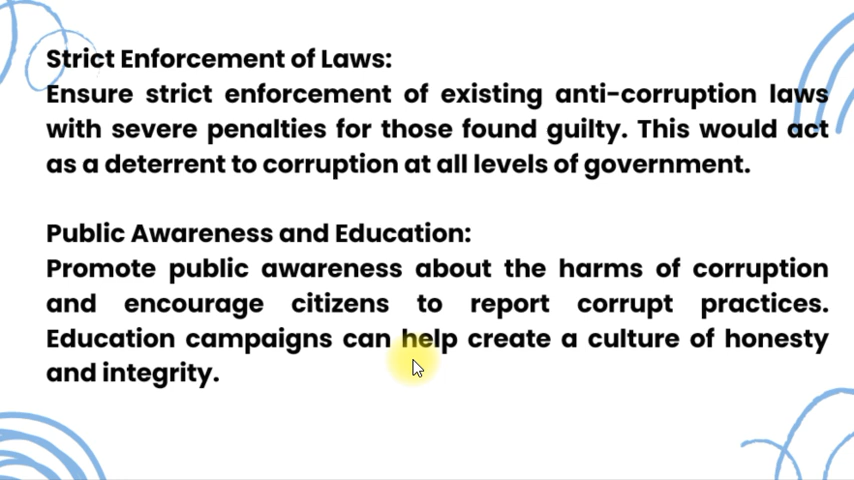 Strict Enforcement of Laws:
Ensure strict enforcement of existing anti-corruption laws
with severe penalties for those found guilty. This would act
as a deterrent to corruption at all levels of government.
Public Awareness and Education:
Promote public awareness about the harms of corruption
and encourage citizens to report corrupt practices.
Education campaigns can help create a culture of honesty
and integrity.